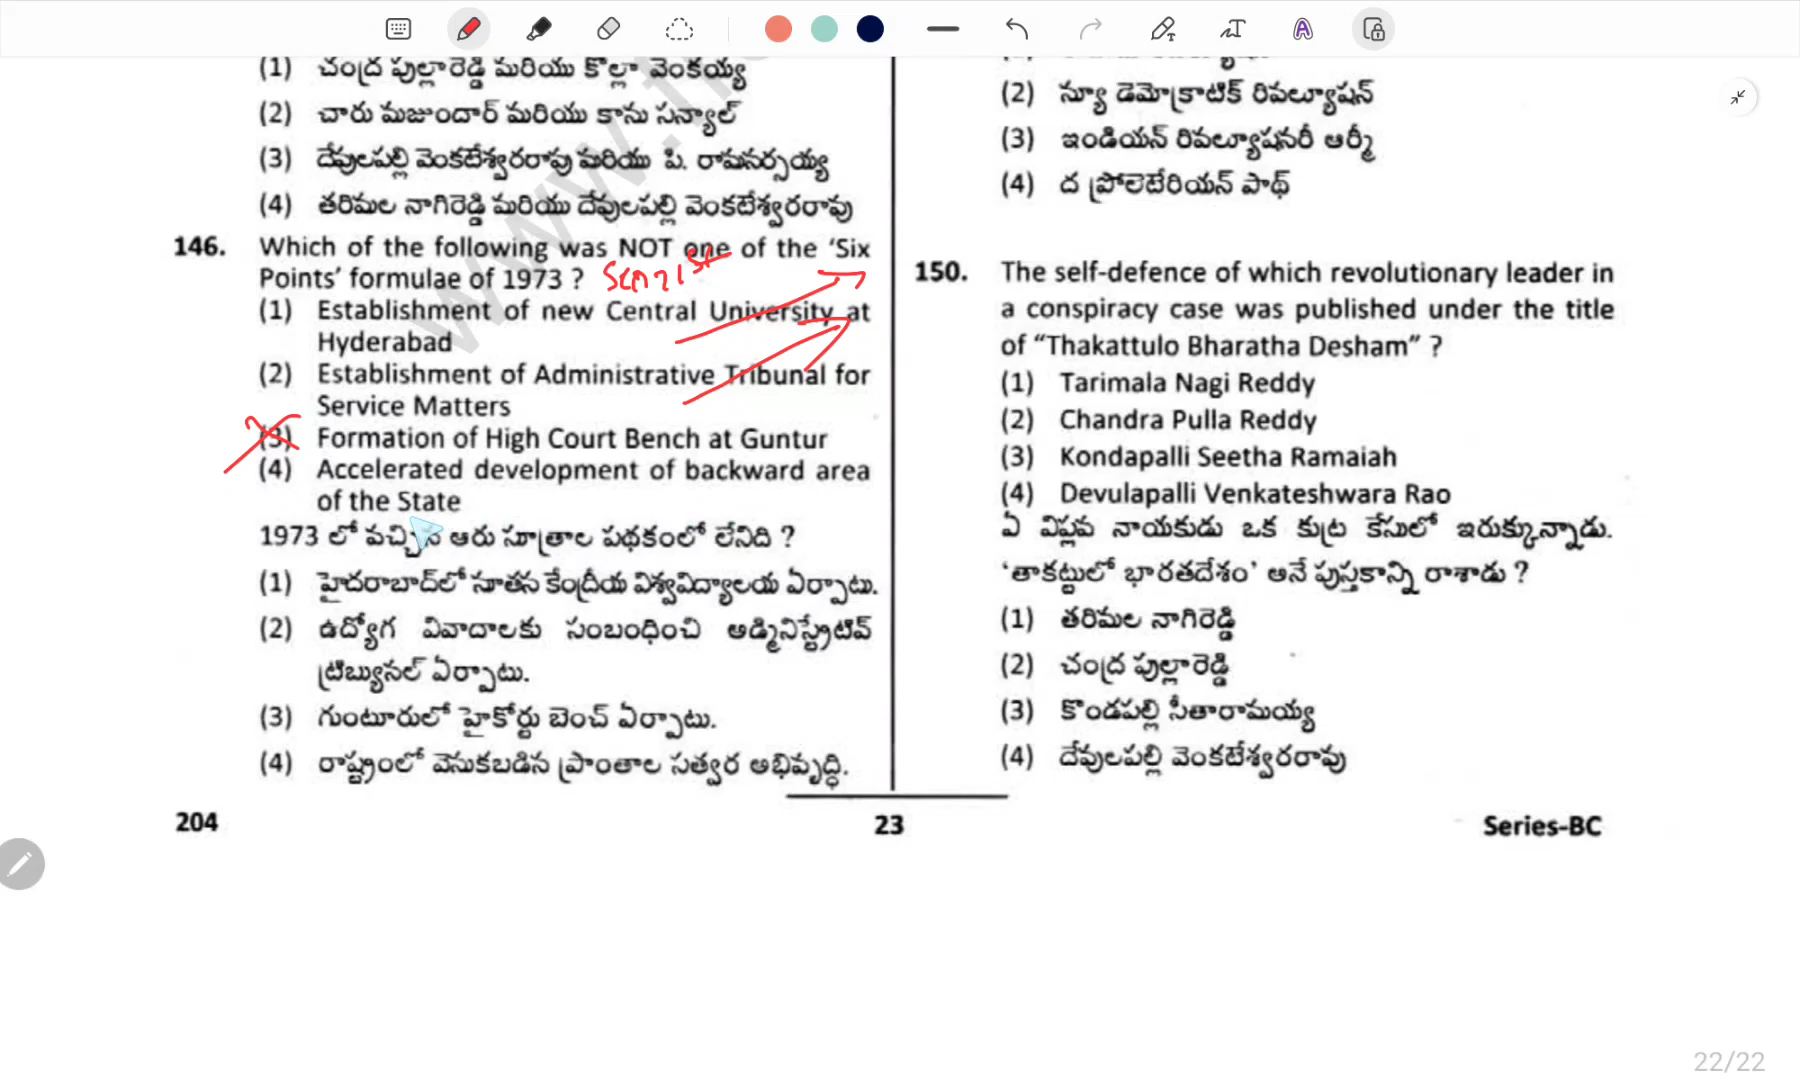 (1) చంద్ర పుల్లారెడ్డి మరియు కొల్లా వెంకయ్య
(2) చారు మజుందార్ మరియు కాను సన్యాల్
(3) దేవులపల్లి వెంకటేశ్వరరావు మరియు పి. రామనర్సయ్య
(4) తరిమల నాగిరెడ్డి మరియు దేవులపల్లి వెంకటేశ్వరరావు
146. Which of the following was NOT one of the ‘Six
Points’ formulae of 1973 ?
(1) Establishment of new Central University at
Hyderabad
(2) Establishment of Administrative Tribunal for
Service Matters
(3) Formation of High Court Bench at Guntur
(4) Accelerated development of backward area
of the State
1973 లో వచ్చిన ఆరు సూత్రాల పథకంలో లేనిది ?
(1) హైదరాబాద్‌లో నూతన కేంద్రీయ విశ్వవిద్యాలయ ఏర్పాటు.
(2) ఉద్యోగ వివాదాలకు సంబంధించి అడ్మినిస్ట్రేటివ్
ట్రిబ్యునల్ ఏర్పాటు.
(3) గుంటూరులో హైకోర్టు బెంచ్ ఏర్పాటు.
(4) రాష్ట్రంలో వెనుకబడిన ప్రాంతాల సత్వర అభివృద్ధి.
(2) న్యూ డెమోక్రాటిక్ రివల్యూషన్
(3) ఇండియన్ రివల్యూషనరీ ఆర్మీ
(4) ద ప్రోలెటేరియన్ పాథ్
150. The self-defence of which revolutionary leader in
a conspiracy case was published under the title
of “Thakattulo Bharatha Desham” ?
(1) Tarimala Nagi Reddy
(2) Chandra Pulla Reddy
(3) Kondapalli Seetha Ramaiah
(4) Devulapalli Venkateshwara Rao
ఏ విప్లవ నాయకుడు ఒక కుట్ర కేసులో ఇరుక్కున్నాడు.
‘తాకట్టులో భారతదేశం’ అనే పుస్తకాన్ని రాశాడు ?
(1) తరిమల నాగిరెడ్డి
(2) చంద్ర పుల్లారెడ్డి
(3) కొండపల్లి సీతారామయ్య
(4) దేవులపల్లి వెంకటేశ్వరరావు
204
23
Series-BC
22/22